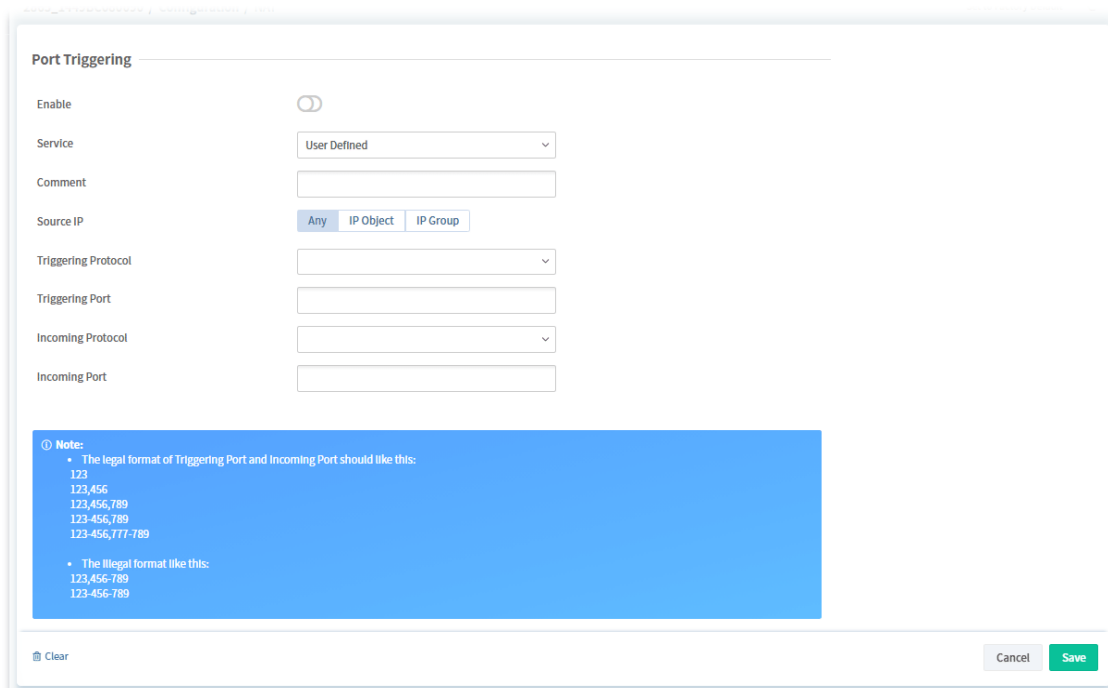 Port Triggering
Enable
Service
User Defined
Comment
Source IP
Any IP Object IP Group
Triggering Protocol
Triggering Port
Incoming Protocol
Incoming Port
Note:
• The legal format of Triggering Port and Incoming Port should like this:
123
123,456
123,456,789
123-456,789
123-456,777-789
• The illegal format like this:
123,456-789
123-456-789
Clear
Cancel
Save